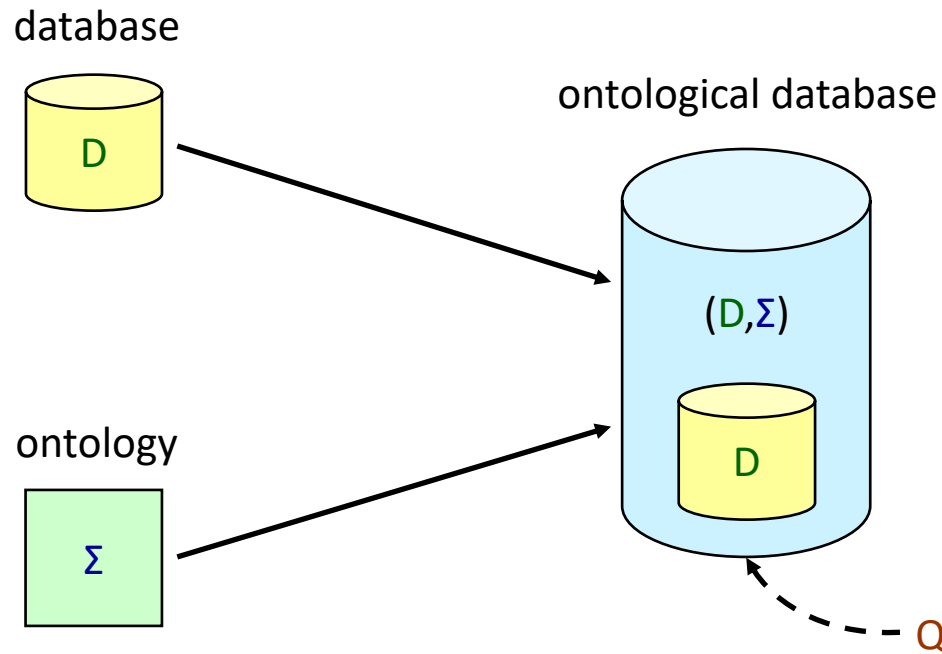 database
D
ontological database
(D,Σ)
D
ontology
Σ
Q